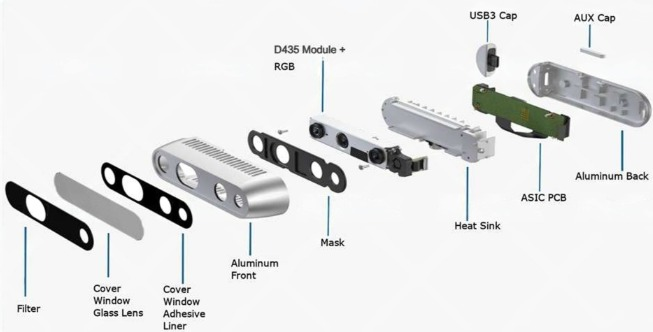 USB3 Cap
AUX Cap
D435 Module +
RGB
Aluminum Back
ASIC PCB
Heat Sink
Mask
Aluminum
Front
Cover
Window
Adhesive
Liner
Cover
Window
Glass Lens
Filter